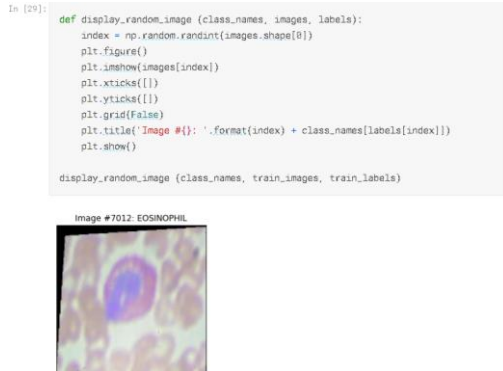 In [29]:
def display_random_image (class_names, images, labels):
index = np.random.randint(images.shape[0])
plt.figure()
plt.imshow(images[index])
plt.xticks([])
plt.yticks([])
plt.grid(False)
plt.title('Image #{}: '.format(index) + class_names[labels[index]])
plt.show()
display_random_image (class_names, train_images, train_labels)
Image #7012: EOSINOPHIL